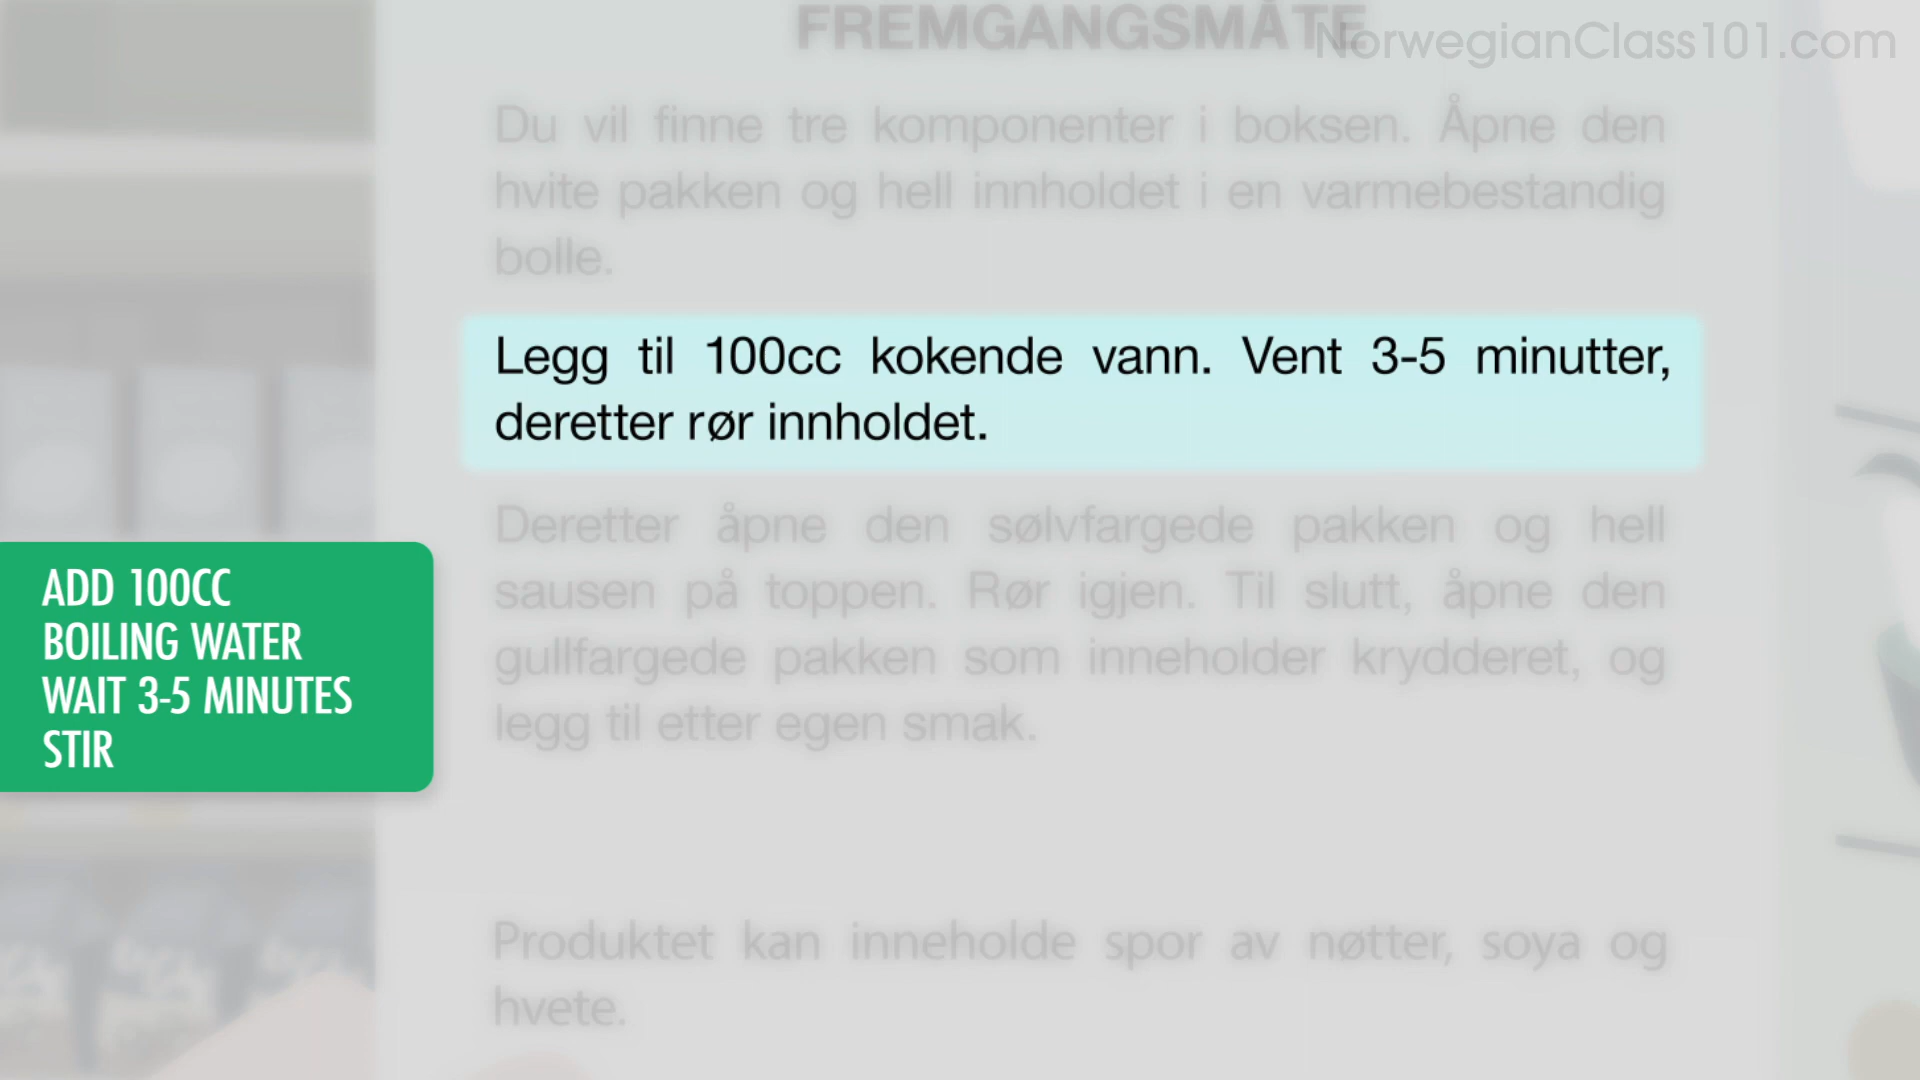 FREMGANGSMÅTE
NorwegianClass101.com
Du vil finne tre komponenter i boksen. Åpne den
hvite pakken og hell innholdet i en varmebestandig
bolle.
Legg til 100cc kokende vann. Vent 3-5 minutter,
deretter rør innholdet.
Deretter åpne den sølvfargede pakken og hell
sausen på toppen. Rør igjen. Til slutt, åpne den
gullfargede pakken som inneholder krydderet, og
legg til etter egen smak.
ADD 100CC
BOILING WATER
WAIT 3-5 MINUTES
STIR
Produktet kan inneholde spor av nøtter, soya og
hvete.